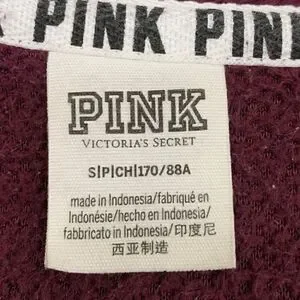 K PINK PINK
PINK
VICTORIA'S SECRET
S|P|CH|170/88A
made in Indonesia/fabriqué en
Indonésie/hecho en Indonesia/
fabbricato in Indonesia/印度尼
西亚制造